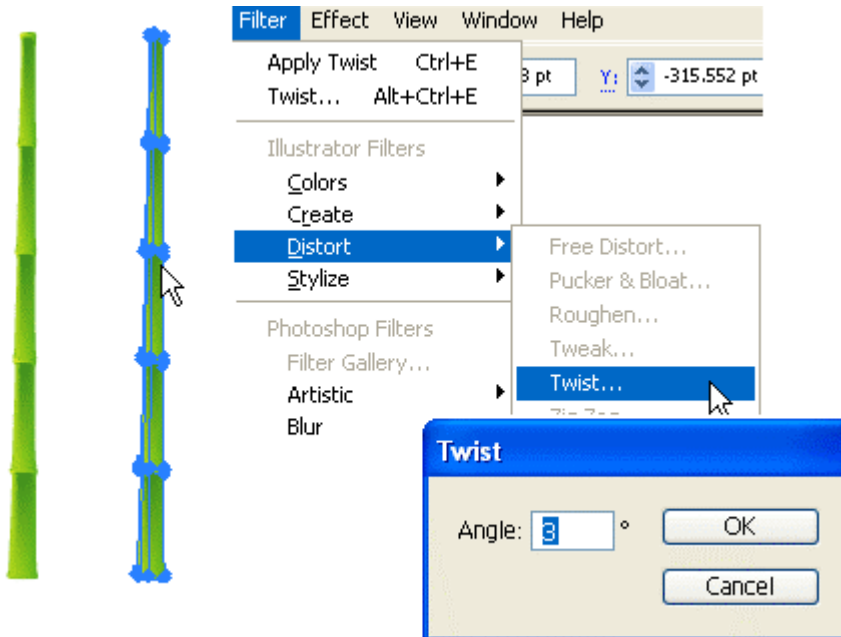 Filter Effect View Window Help
Apply Twist Ctrl+E
Twist... Alt+Ctrl+E
3 pt Y: -315.552 pt
Illustrator Filters
Colors
Create
Distort
Stylize
Photoshop Filters
Filter Gallery...
Artistic
Blur
Free Distort...
Pucker & Bloat...
Roughen...
Tweak...
Twist...
Twist
Angle: 3 °
OK
Cancel